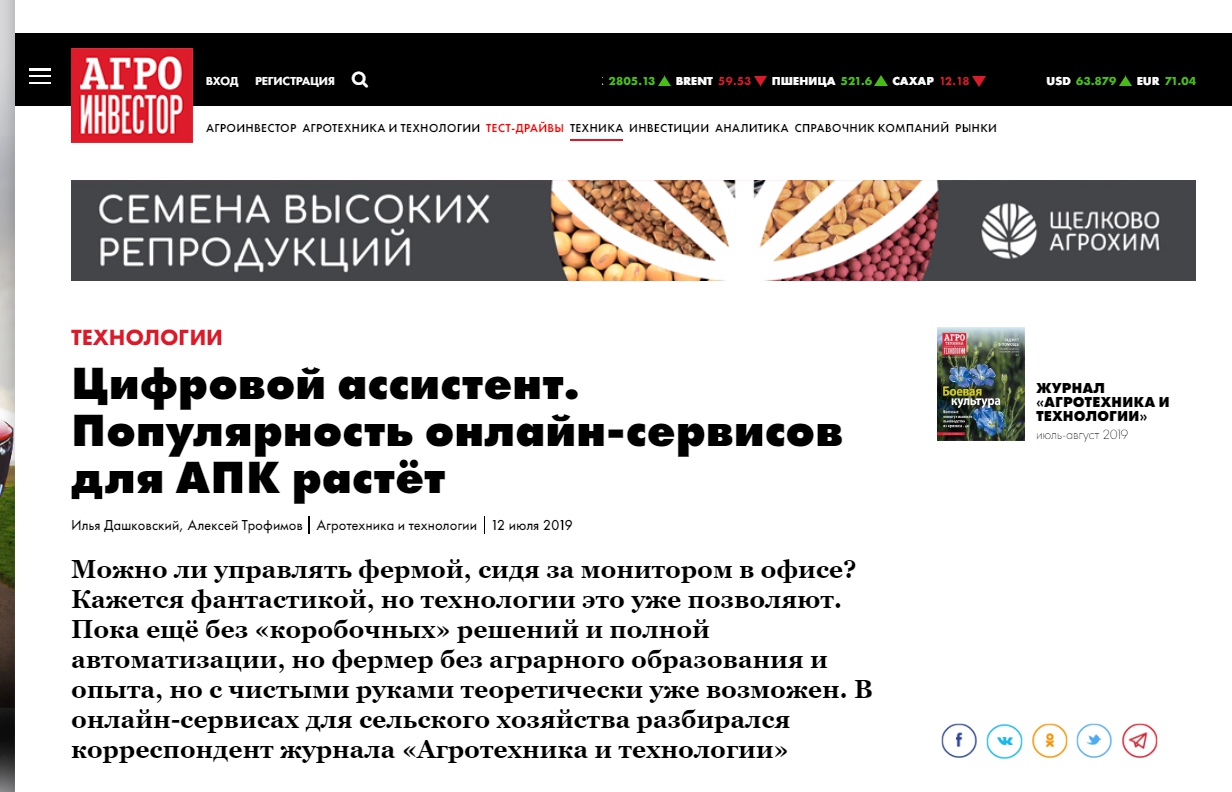 АГРО
ИНВЕСТОР
ВХОД РЕГИСТРАЦИЯ
: 2805.13 BRENT 59.53 ПШЕНИЦА 521.6 САХАР 12.18 USD 63.879 EUR 71.04
АГРОИНВЕСТОР АГРОТЕХНИКА И ТЕХНОЛОГИИ ТЕСТ-ДРАЙВЫ ТЕХНИКА ИНВЕСТИЦИИ АНАЛИТИКА СПРАВОЧНИК КОМПАНИЙ РЫНКИ
СЕМЕНА ВЫСОКИХ
РЕПРОДУКЦИЙ
ЩЕЛКОВО
АГРОХИМ
ТЕХНОЛОГИИ
Цифровой ассистент.
Популярность онлайн-сервисов
для АПК растёт
Илья Дашковский, Алексей Трофимов | Агротехника и технологии | 12 июля 2019
Можно ли управлять фермой, сидя за монитором в офисе?
Кажется фантастикой, но технологии это уже позволяют.
Пока ещё без «коробочных» решений и полной
автоматизации, но фермер без аграрного образования и
опыта, но с чистыми руками теоретически уже возможен. В
онлайн-сервисах для сельского хозяйства разбирался
корреспондент журнала «Агротехника и технологии»
АГРО
ТЕХНИКА
ТЕХНОЛОГИИ
Боевая
культура
ЖУРНАЛ
«АГРОТЕХНИКА И
ТЕХНОЛОГИИ»
июль-август 2019